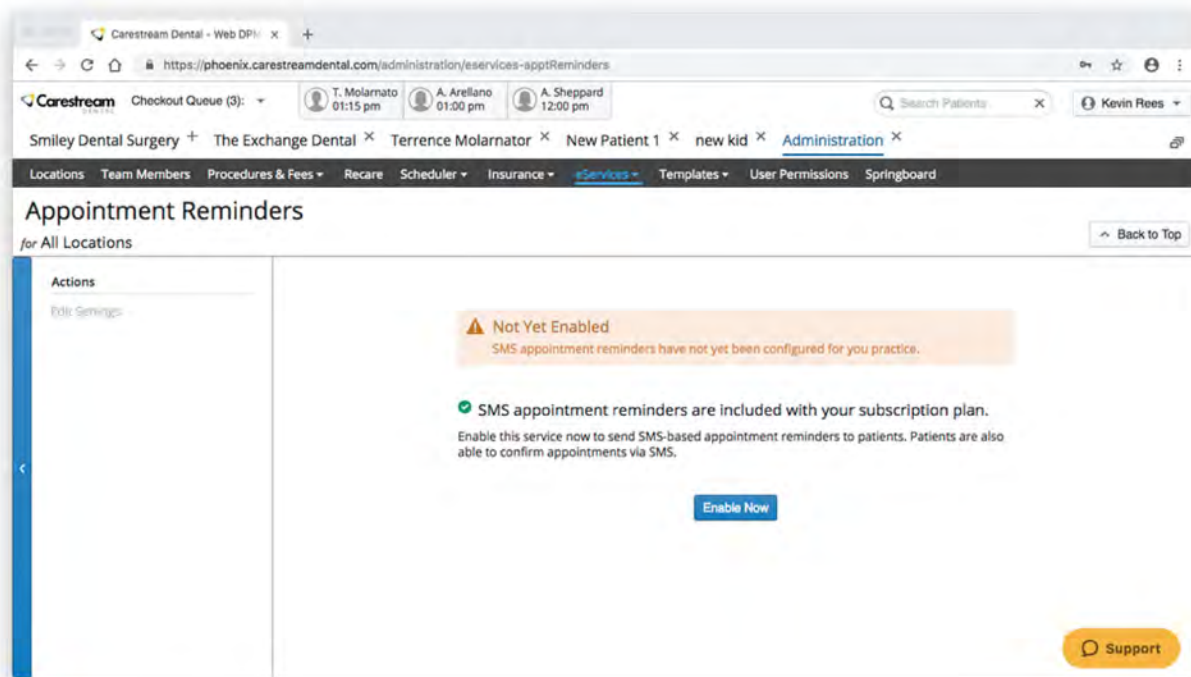 Carestream Dental - Web DPM
https://phoenix.carestreamdental.com/administration/eservices-apptReminders
Carestream
DENTAL
Checkout Queue (3):
T. Molarnato
01:15 pm
A. Arellano
01:00 pm
A. Sheppard
12:00 pm
Search Patients
Kevin Rees
Smiley Dental Surgery The Exchange Dental Terrence Molarnator New Patient 1 new kid Administration
Locations Team Members Procedures & Fees Recare Scheduler Insurance eServices Templates User Permissions Springboard
Appointment Reminders
for All Locations
Back to Top
Actions
Edit Settings
Not Yet Enabled
SMS appointment reminders have not yet been configured for you practice.
SMS appointment reminders are included with your subscription plan.
Enable this service now to send SMS-based appointment reminders to patients. Patients are also
able to confirm appointments via SMS.
Enable Now
Support